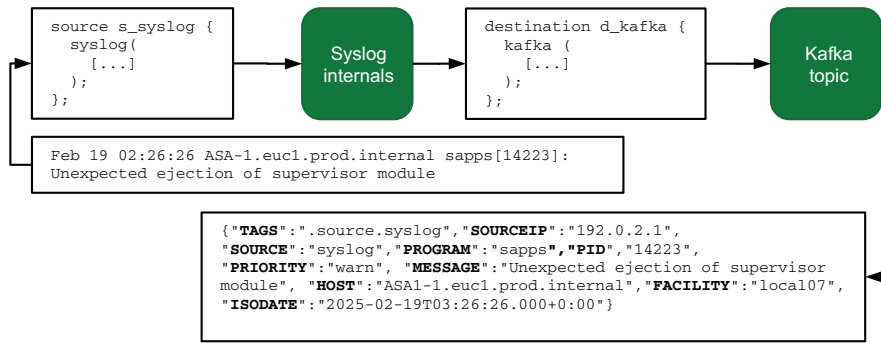 source s_syslog {
  syslog(
    [...]
  );
};
Syslog
internals
destination d_kafka {
  kafka (
    [...]
  );
};
Kafka
topic
Feb 19 02:26:26 ASA-1.euc1.prod.internal sapps[14223]:
Unexpected ejection of supervisor module
{"TAGS":".source.syslog","SOURCEIP":"192.0.2.1",
"SOURCE":"syslog","PROGRAM":"sapps","PID","14223",
"PRIORITY":"warn", "MESSAGE":"Unexpected ejection of supervisor
module", "HOST":"ASA1-1.euc1.prod.internal","FACILITY":"local07",
"ISODATE":"2025-02-19T03:26:26.000+0:00"}